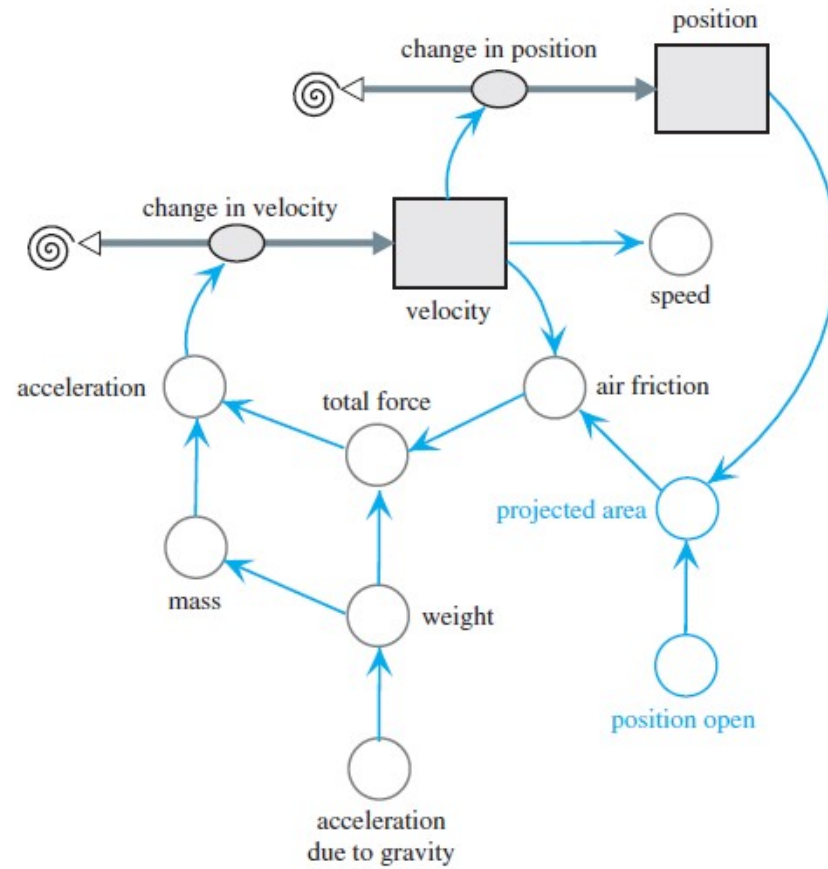 position
change in position
change in velocity
speed
velocity
acceleration
air friction
total force
projected area
mass
weight
position open
acceleration
due to gravity